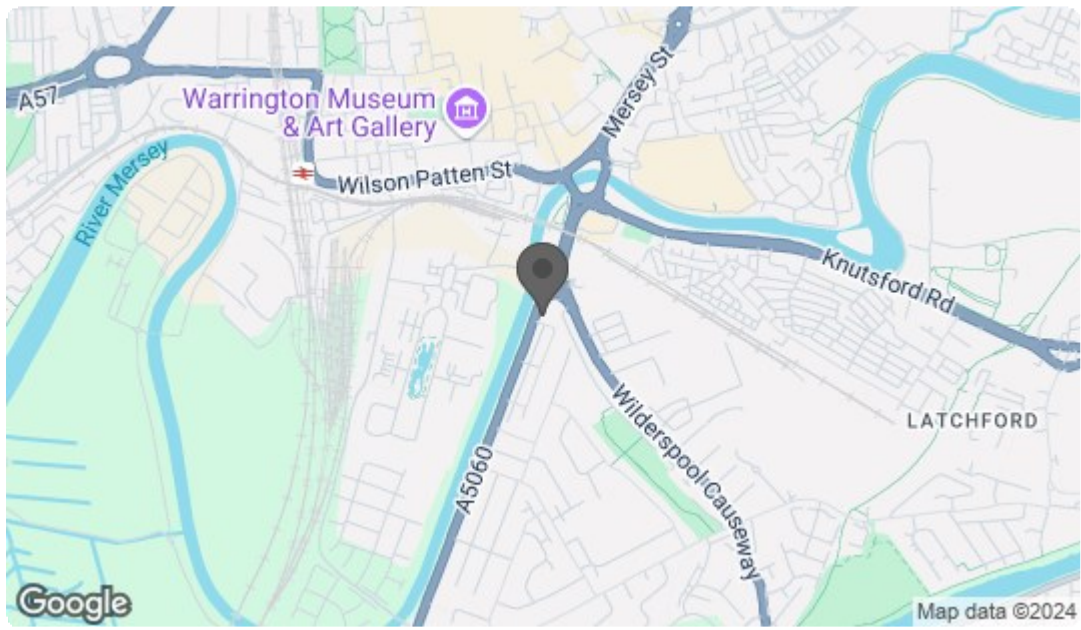 Mersey St
A57
Warrington Museum
& Art Gallery
River Mersey
Wilson Patten St
Knutsford Rd
Wilderspool Causeway
LATCHFORD
A5060
Google
Map data ©2024